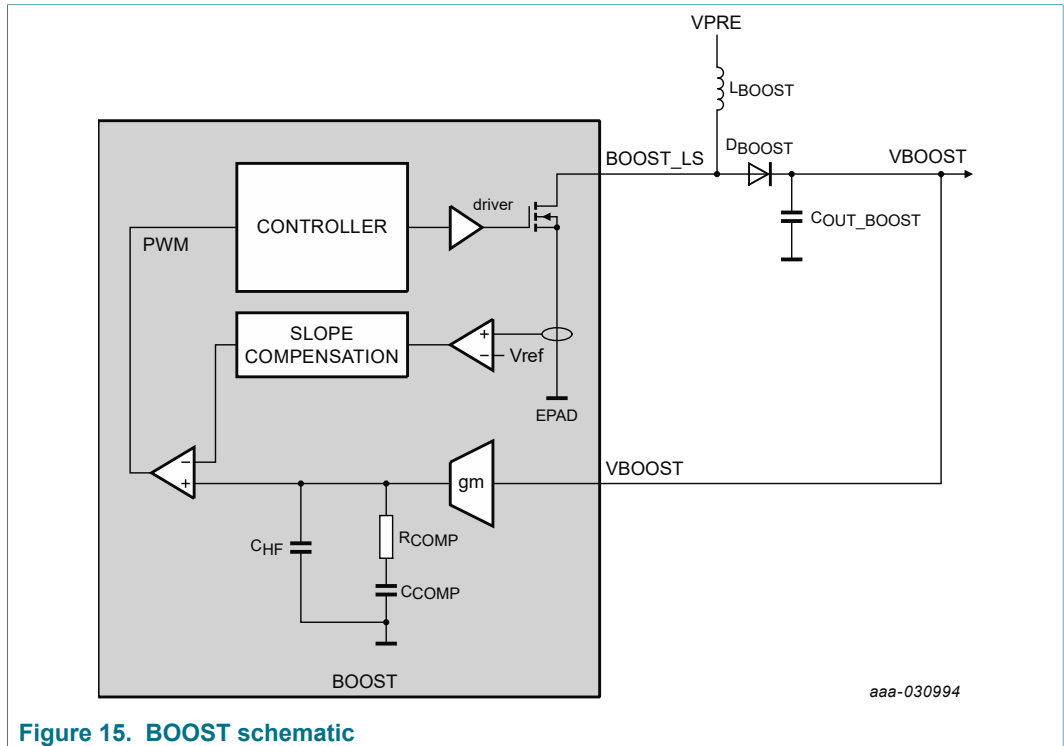 VPRE
LBOOST
DBOOST
BOOST_LS
VBOOST
COUT_BOOST
driver
CONTROLLER
PWM
SLOPE
COMPENSATION
+
−
Vref
EPAD
−
+
gm
VBOOST
CHF
RCOMP
CCOMP
BOOST
aaa-030994
Figure 15. BOOST schematic